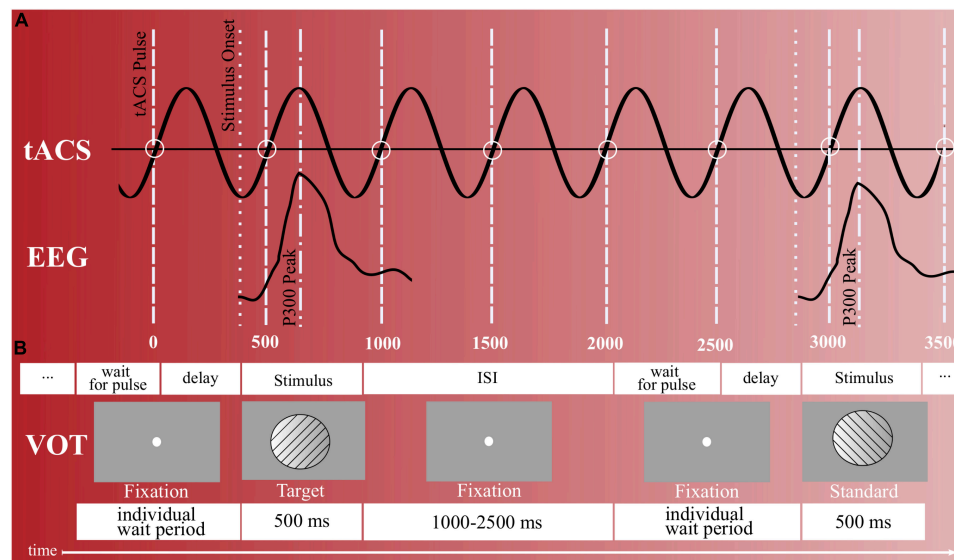 A
tACS Pulse
Stimulus Onset
tACS
EEG
P300 Peak
P300 Peak
0 500 1000 1500 2000 2500 3000 3500
B
... wait for pulse delay Stimulus ISI wait for pulse delay Stimulus ...
VOT
Fixation Target Fixation Fixation Standard
individual wait period 500 ms 1000-2500 ms individual wait period 500 ms
time